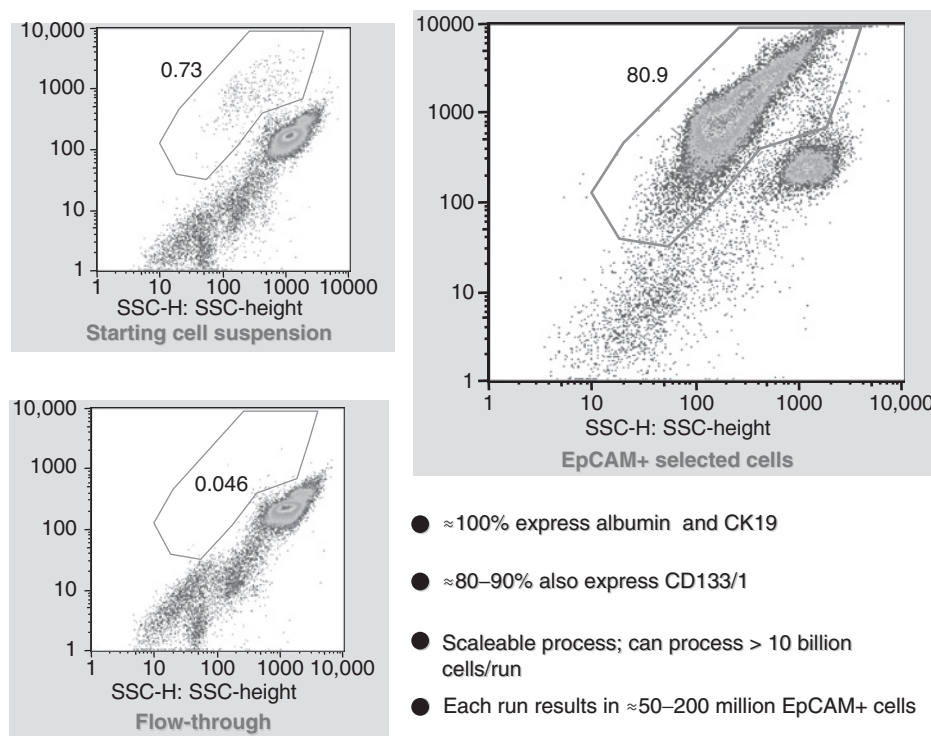 10,000
1000
100
10
1
0.73
1 10 100 1000 10000
SSC-H: SSC-height
Starting cell suspension
10000
1000
100
10
1
80.9
1 10 100 1000 10,000
SSC-H: SSC-height
EpCAM+ selected cells
10,000
1000
100
10
1
0.046
1 10 100 1000 10,000
SSC-H: SSC-height
Flow-through
● ≈100% express albumin and CK19
● ≈80–90% also express CD133/1
● Scaleable process; can process > 10 billion
cells/run
● Each run results in ≈50–200 million EpCAM+ cells